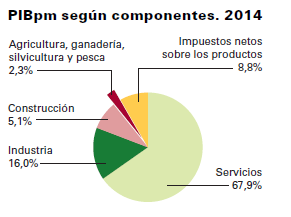 PIBpm según componentes. 2014
Agricultura, ganadería,
silvicultura y pesca
2,3%
Impuestos netos
sobre los productos
8,8%
Construcción
5,1%
Industria
16,0%
Servicios
67,9%